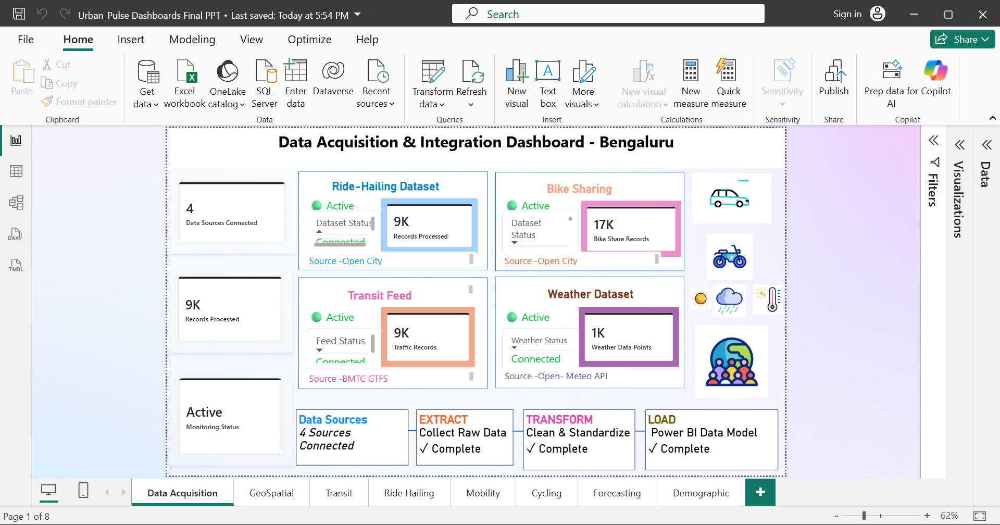 Urban_Pulse Dashboards Final PPT • Last saved: Today at 5:54 PM
Search
Sign in
File
Home
Insert
Modeling
View
Optimize
Help
Share
Paste
Cut
Copy
Format painter
Clipboard
Get
data
Excel
workbook
OneLake
catalog
SQL
Server
Enter
data
Dataverse
Recent
sources
Data
Transform
data
Refresh
Queries
New
visual
Text
box
More
visuals
Insert
New visual
calculation
New
measure
Quick
measure
Calculations
Sensitivity
Sensitivity
Publish
Share
Prep data for
AI
Copilot
Copilot
DAX
TMDL
Data Acquisition & Integration Dashboard - Bengaluru
4
Data Sources Connected
9K
Records Processed
Active
Monitoring Status
Ride-Hailing Dataset
Active
Dataset Status
Connected
9K
Records Processed
Source -Open City
Bike Sharing
Active
Dataset
Status
17K
Bike Share Records
Source -Open City
Transit Feed
Active
Feed Status
Connected
9K
Traffic Records
Source -BMTC GTFS
Weather Dataset
Active
Weather Status
Connected
1K
Weather Data Points
Source -Open- Meteo API
Data Sources
4 Sources
Connected
EXTRACT
Collect Raw Data
✓ Complete
TRANSFORM
Clean & Standardize
✓ Complete
LOAD
Power BI Data Model
✓ Complete
Filters
Visualizations
Data
Data Acquisition
GeoSpatial
Transit
Ride Hailing
Mobility
Cycling
Forecasting
Demographic
Page 1 of 8
62%